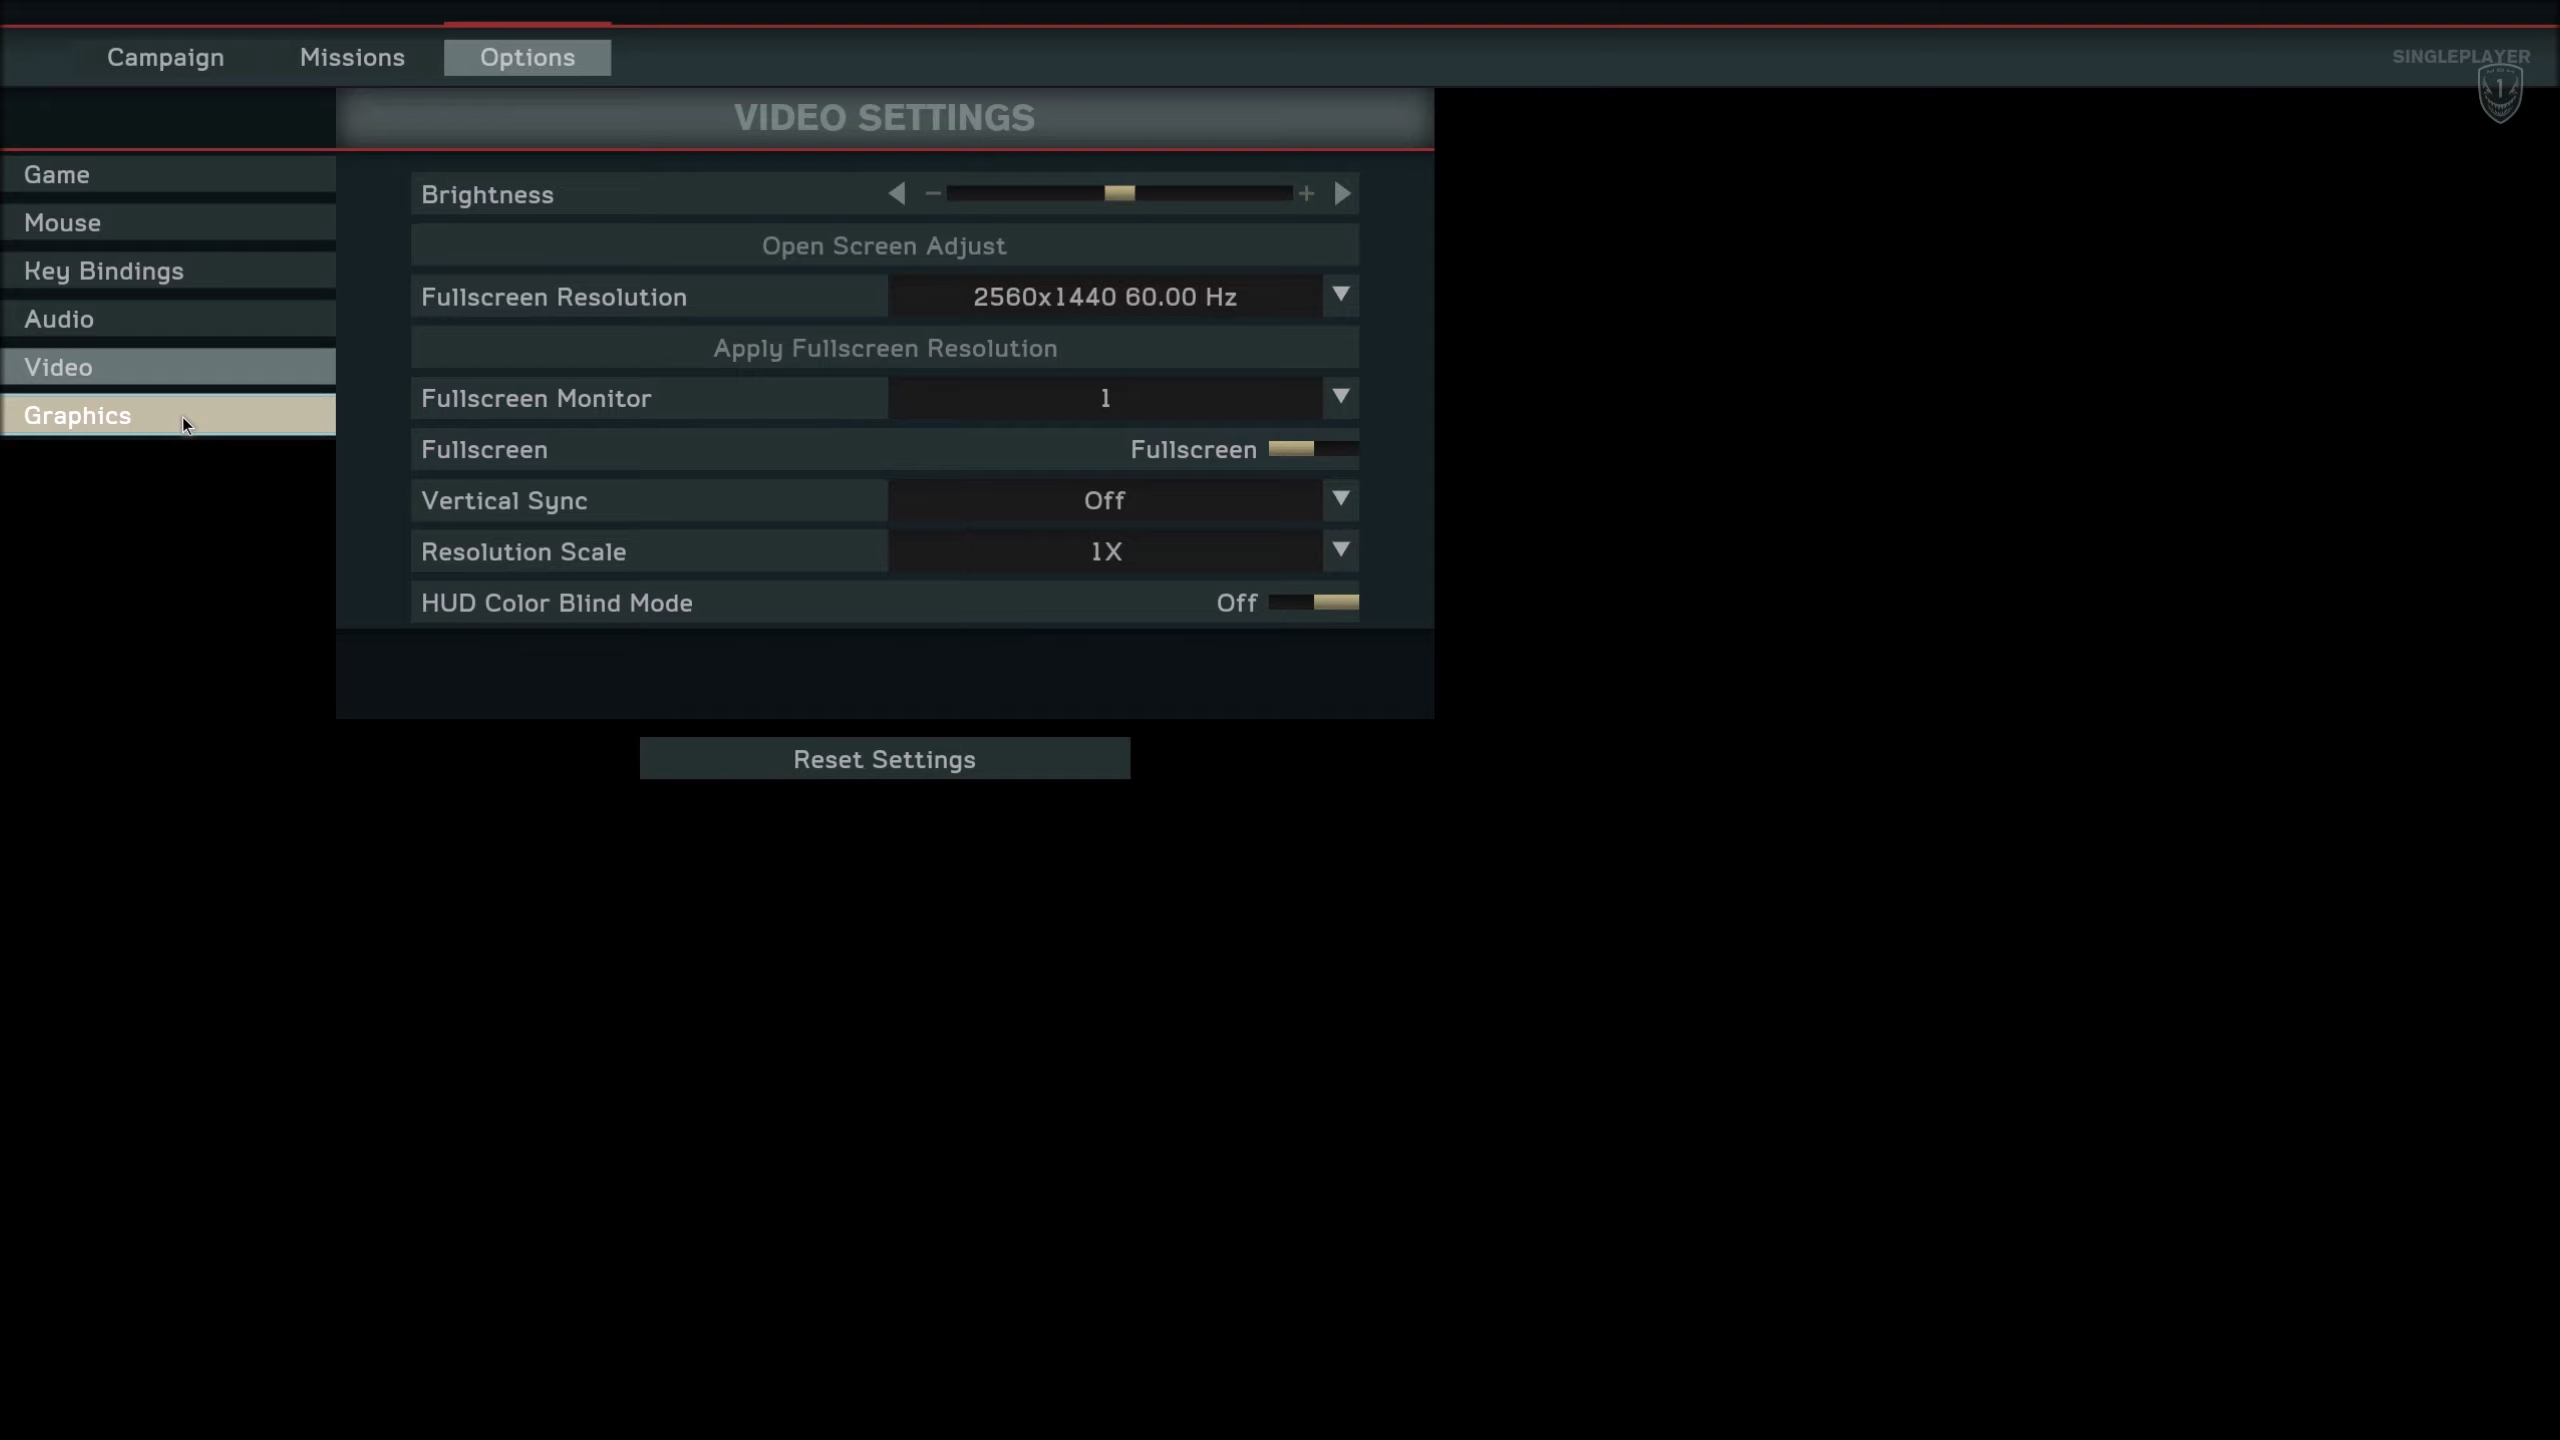 Campaign Missions Options SINGLEPLAYER
1
VIDEO SETTINGS
Game
Mouse
Key Bindings
Audio
Video
Graphics
Brightness
Open Screen Adjust
Fullscreen Resolution 2560x1440 60.00 Hz
Apply Fullscreen Resolution
Fullscreen Monitor 1
Fullscreen Fullscreen
Vertical Sync Off
Resolution Scale 1X
HUD Color Blind Mode Off
Reset Settings